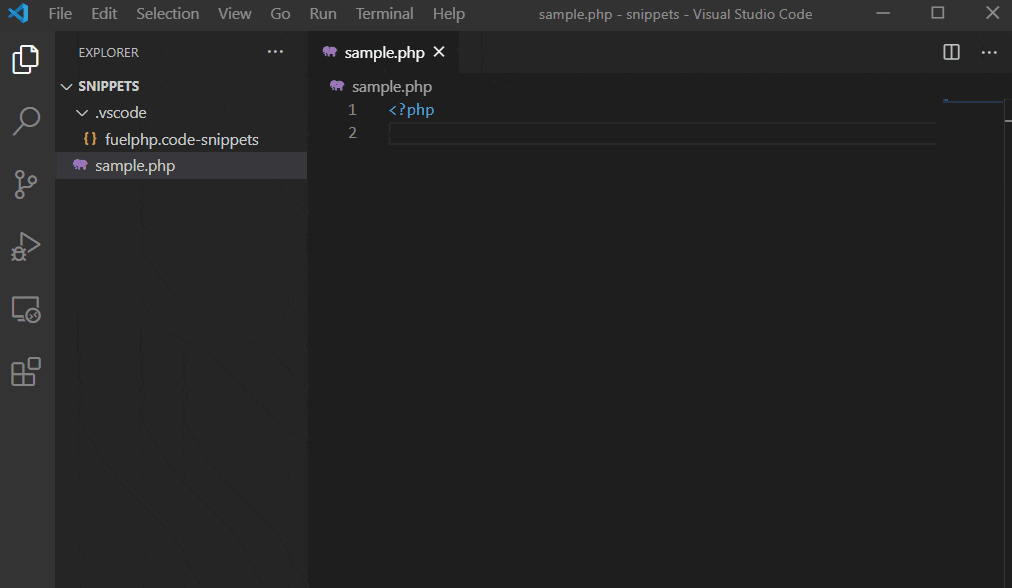 File Edit Selection View Go Run Terminal Help sample.php - snippets - Visual Studio Code
EXPLORER
SNIPPETS
.vscode
{} fuelphp.code-snippets
sample.php
sample.php
sample.php
1 <?php
2